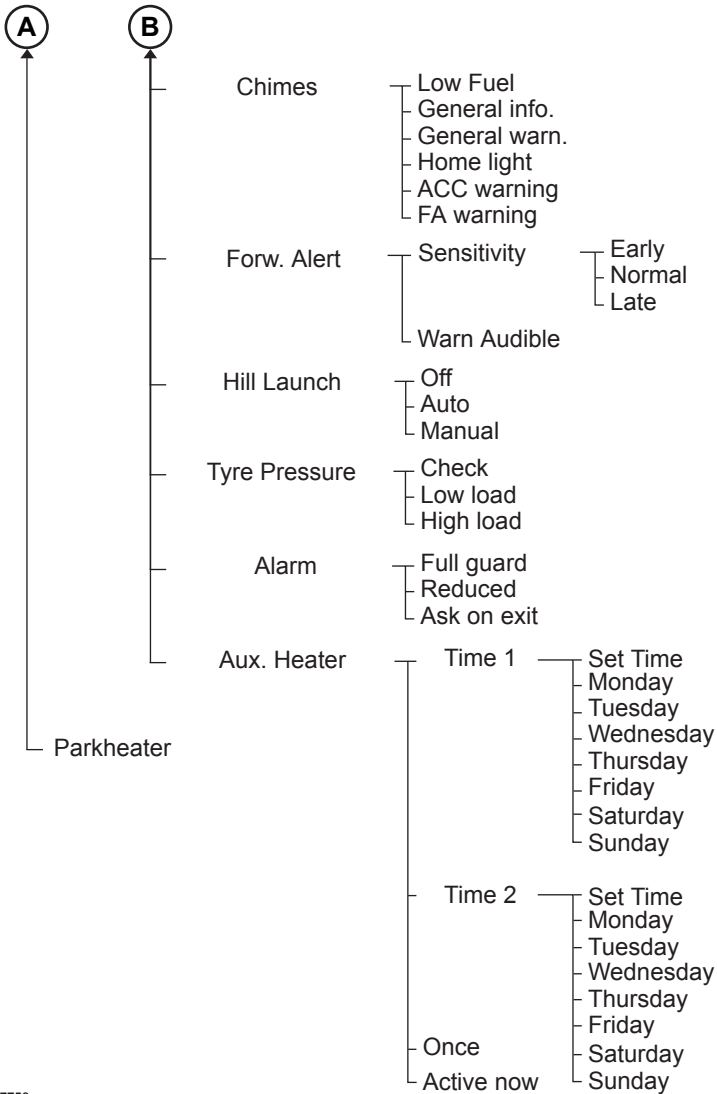 A
B
Chimes
Low Fuel
General info.
General warn.
Home light
ACC warning
FA warning
Forw. Alert
Sensitivity
Early
Normal
Late
Warn Audible
Hill Launch
Off
Auto
Manual
Tyre Pressure
Check
Low load
High load
Alarm
Full guard
Reduced
Ask on exit
Aux. Heater
Time 1
Set Time
Monday
Tuesday
Wednesday
Thursday
Friday
Saturday
Sunday
Parkheater
Time 2
Set Time
Monday
Tuesday
Wednesday
Thursday
Friday
Saturday
Sunday
Once
Active now